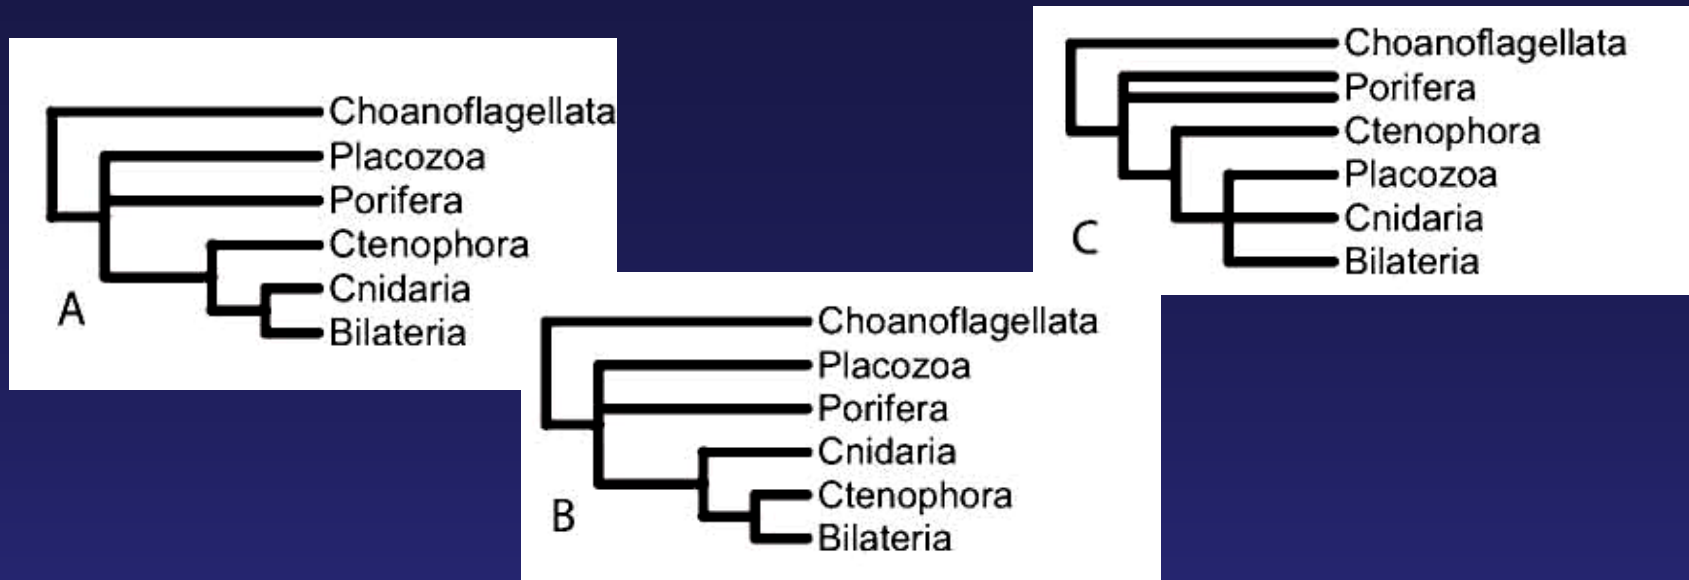 Choanoflagellata
Placozoa
Porifera
Ctenophora
Cnidaria
Bilateria
A
Choanoflagellata
Placozoa
Porifera
Cnidaria
Ctenophora
Bilateria
B
Choanoflagellata
Porifera
Ctenophora
Placozoa
Cnidaria
Bilateria
C